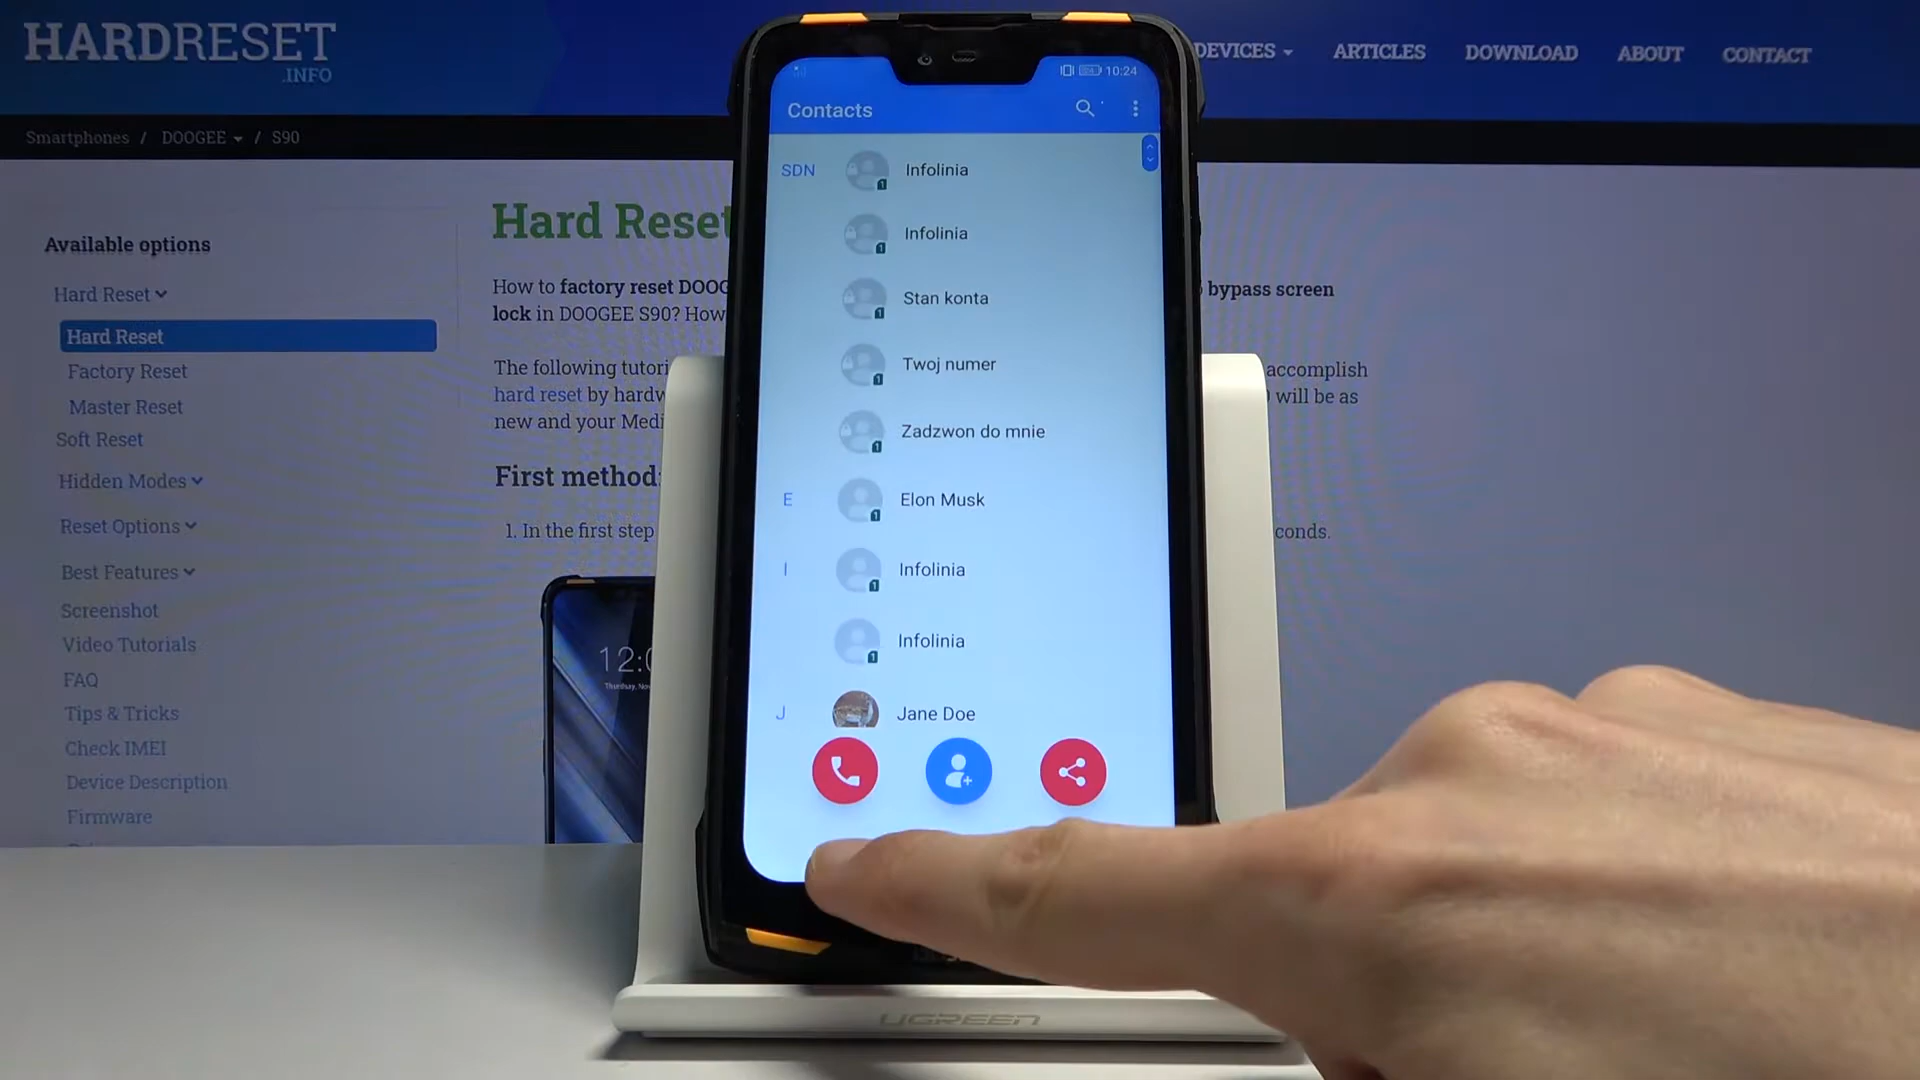 HARDRESET
.INFO
DEVICES
ARTICLES
DOWNLOAD
ABOUT
CONTACT
Smartphones / DOOGEE / S90
Available options
Hard Reset
Hard Reset
Factory Reset
Master Reset
Soft Reset
Hidden Modes
Reset Options
Best Features
Screenshot
Video Tutorials
FAQ
Tips & Tricks
Check IMEI
Device Description
Firmware
Hard Reset
How to factory reset DOOG
bypass screen
lock in DOOGEE S90? How
The following tutori
accomplish
hard reset by hardw
will be as
new and your Medi
First method:
1. In the first step
conds.
12:0
Thursday, Nov
10:24
Contacts
SDN
Infolinia
Infolinia
Stan konta
Twoj numer
Zadzwon do mnie
E
Elon Musk
I
Infolinia
Infolinia
J
Jane Doe
UGREEN